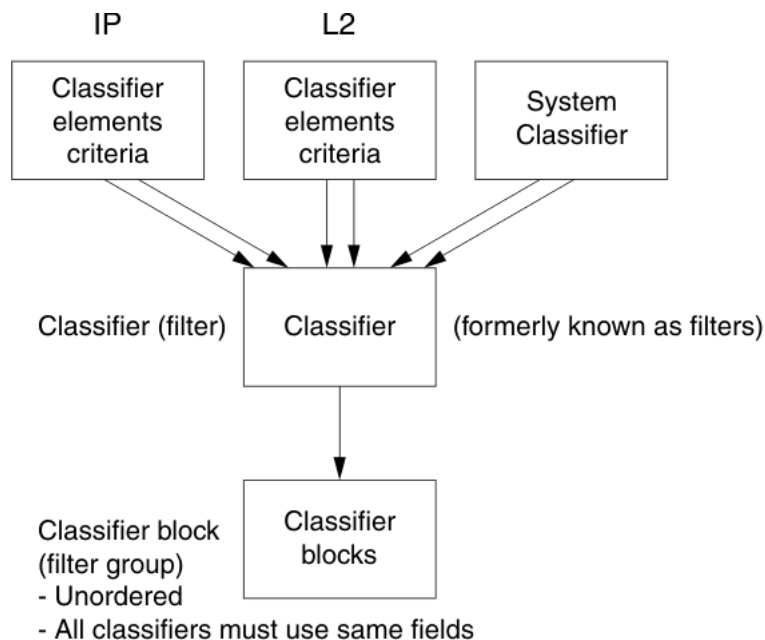 IP
L2
Classifier
elements
criteria
Classifier
elements
criteria
System
Classifier
Classifier (filter)
Classifier
(formerly known as filters)
Classifier block
(filter group)
- Unordered
- All classifiers must use same fields
Classifier
blocks